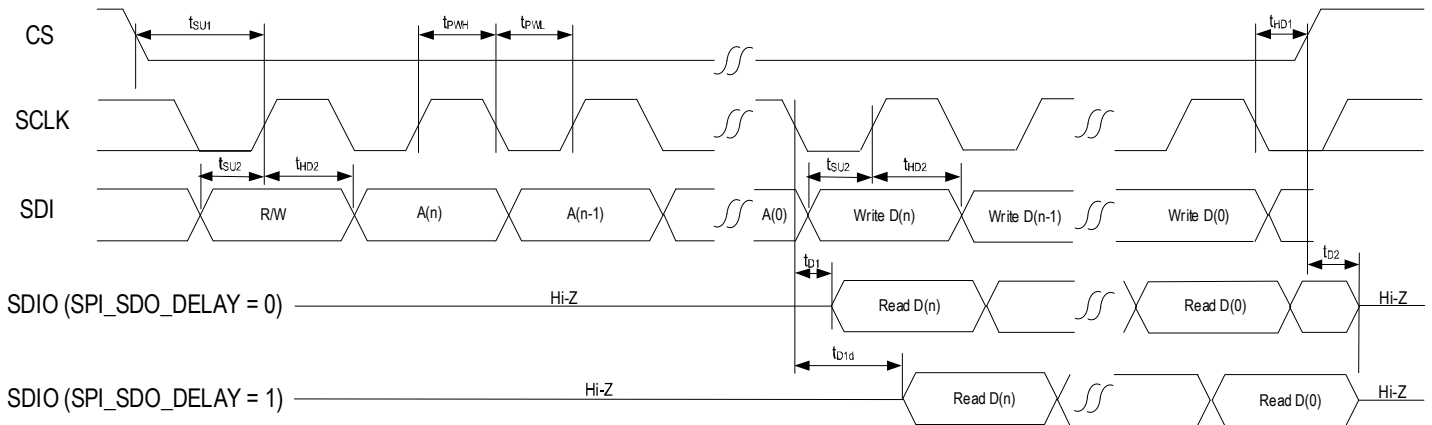 CS
tSU1
tPWH
tPWL
tHD1
SCLK
tSU2
tHD2
tSU2
tHD2
SDI
R/W
A(n)
A(n-1)
A(0)
Write D(n)
Write D(n-1)
Write D(0)
tD1
tD2
SDIO (SPI_SDO_DELAY = 0)
Hi-Z
Read D(n)
Read D(0)
Hi-Z
tD1d
SDIO (SPI_SDO_DELAY = 1)
Hi-Z
Read D(n)
Read D(0)
Hi-Z